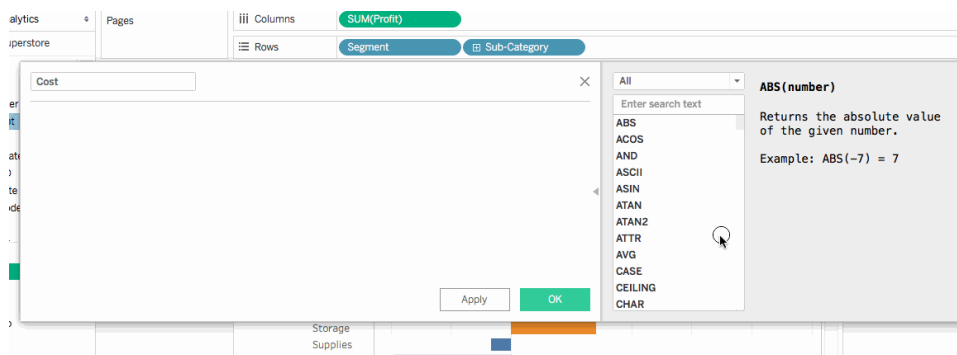 alytics
Pages
iii Columns
SUM(Profit)
uperstore
Rows
Segment
Sub-Category
Cost
All
Enter search text
ABS
ACOS
AND
ASCII
ASIN
ATAN
ATAN2
ATTR
AVG
CASE
CEILING
CHAR
ABS(number)
Returns the absolute value
of the given number.
Example: ABS(-7) = 7
Apply
OK
Storage
Supplies